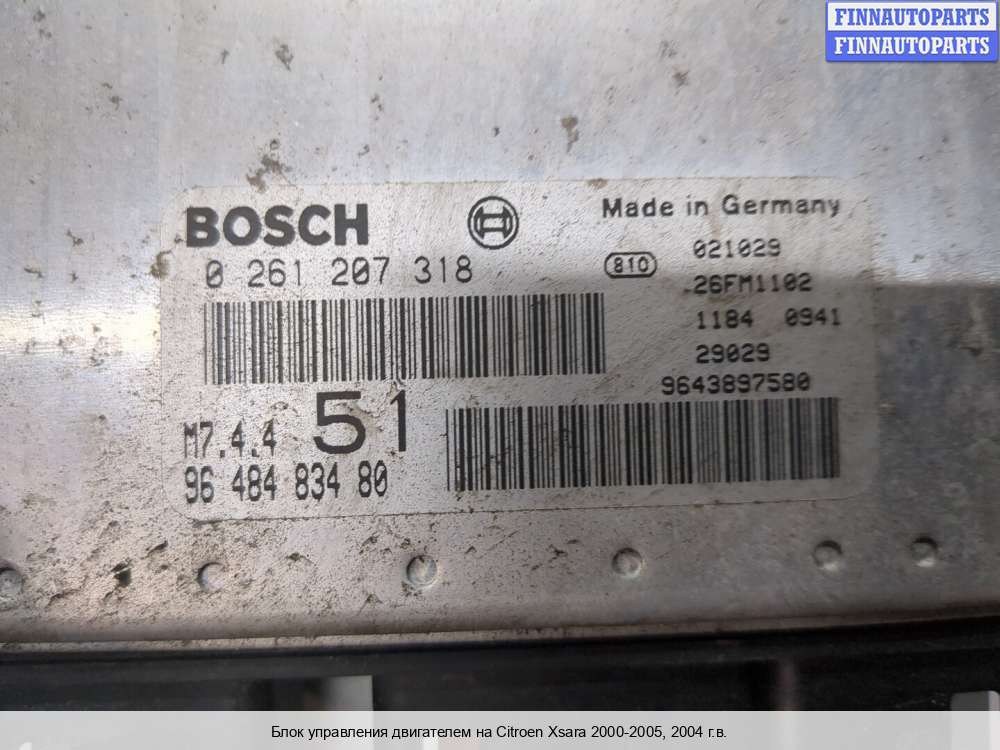 FINNAUTOPARTS
FINNAUTOPARTS
BOSCH
Made in Germany
0 261 207 318
810
021029
26FM1102
1184 0941
29029
9643897580
M7.4.4 51
96 484 834 80
Блок управления двигателем на Citroen Xsara 2000-2005, 2004 г.в.